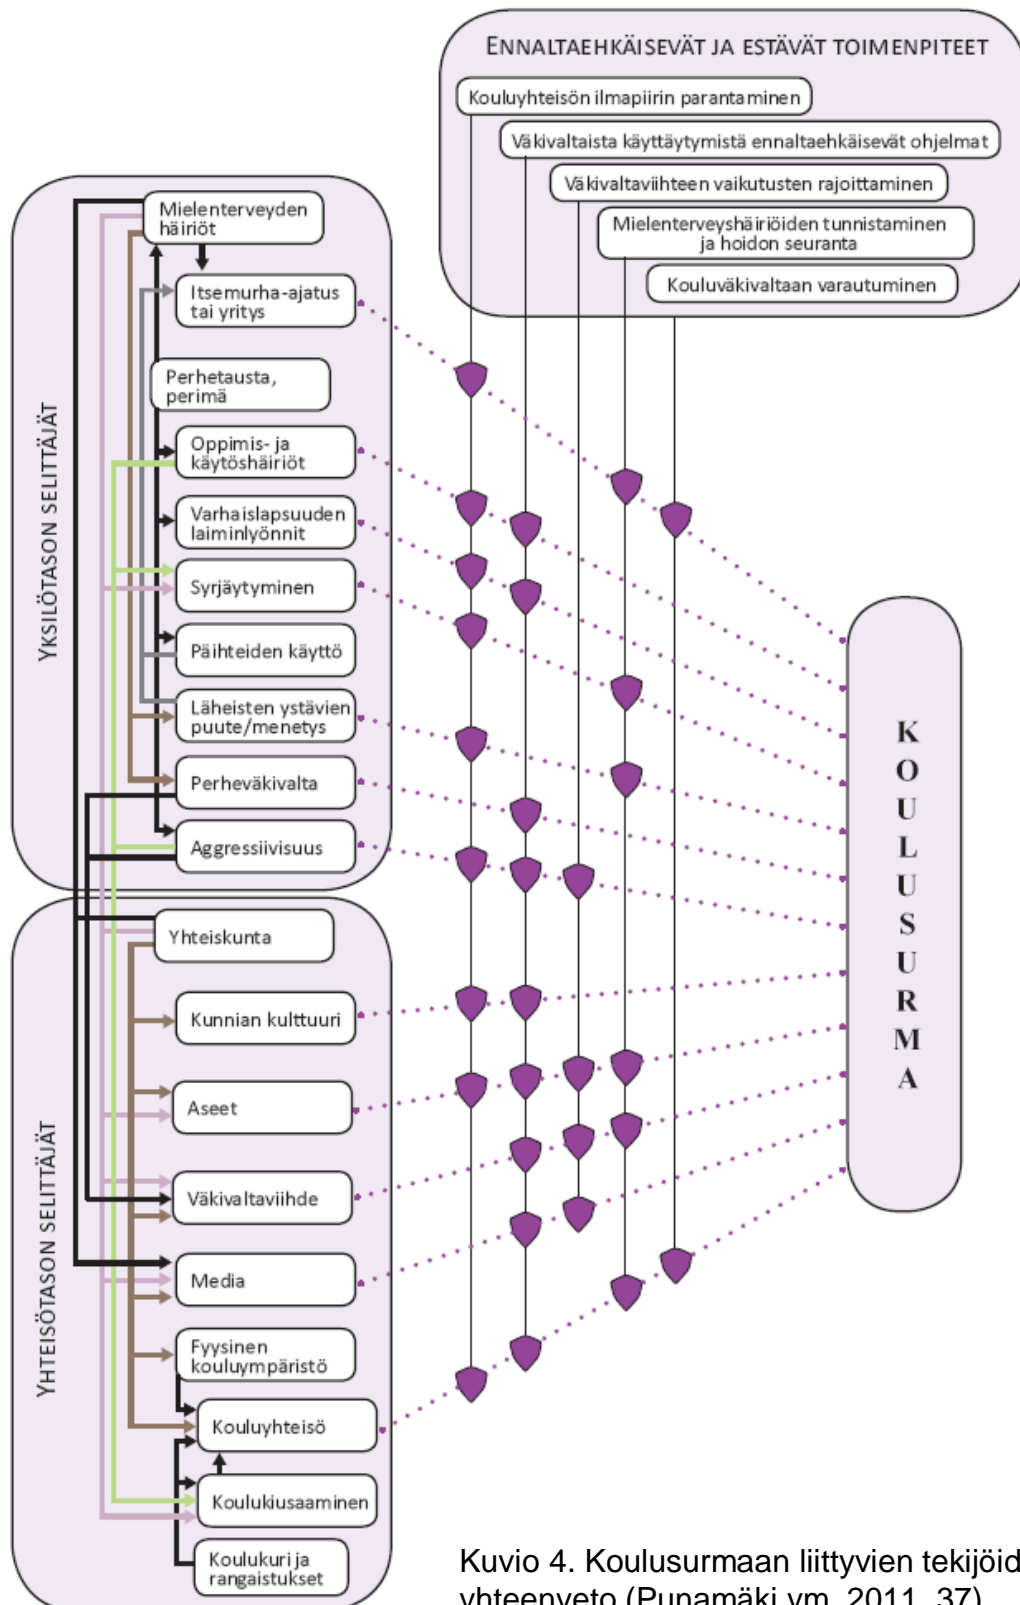 ENNALTAEHKÄISEVÄT JA ESTÄVÄT TOIMENPITEET
Kouluyhteisön ilmapiirin parantaminen
Väkivaltaista käyttäytymistä ennaltaehkäisevät ohjelmat
Väkivaltaviihteen vaikutusten rajoittaminen
Mielenterveyshäiriöiden tunnistaminen
ja hoidon seuranta
Kouluväkivaltaan varautuminen
YKSILÖTASON SELITTÄJÄT
Mielenterveyden
häiriöt
Itsemurha-ajatus
tai yritys
Perhetausta,
perimä
Oppimis- ja
käytöshäiriöt
Varhaislapsuuden
laiminlyönnit
Syrjäytyminen
Päihteiden käyttö
Läheisten ystävien
puute/menetys
Perheväkivalta
Aggressiivisuus
YHTEISÖTASON SELITTÄJÄT
Yhteiskunta
Kunnian kulttuuri
Aseet
Väkivaltaviihde
Media
Fyysinen
kouluympäristö
Kouluyhteisö
Koulukiusaaminen
Koulukuri ja
rangaistukset
KOULUSURMA
Kuvio 4. Koulusurmaan liittyvien tekijöid
yhteenveto (Punamäki ym. 2011, 37)